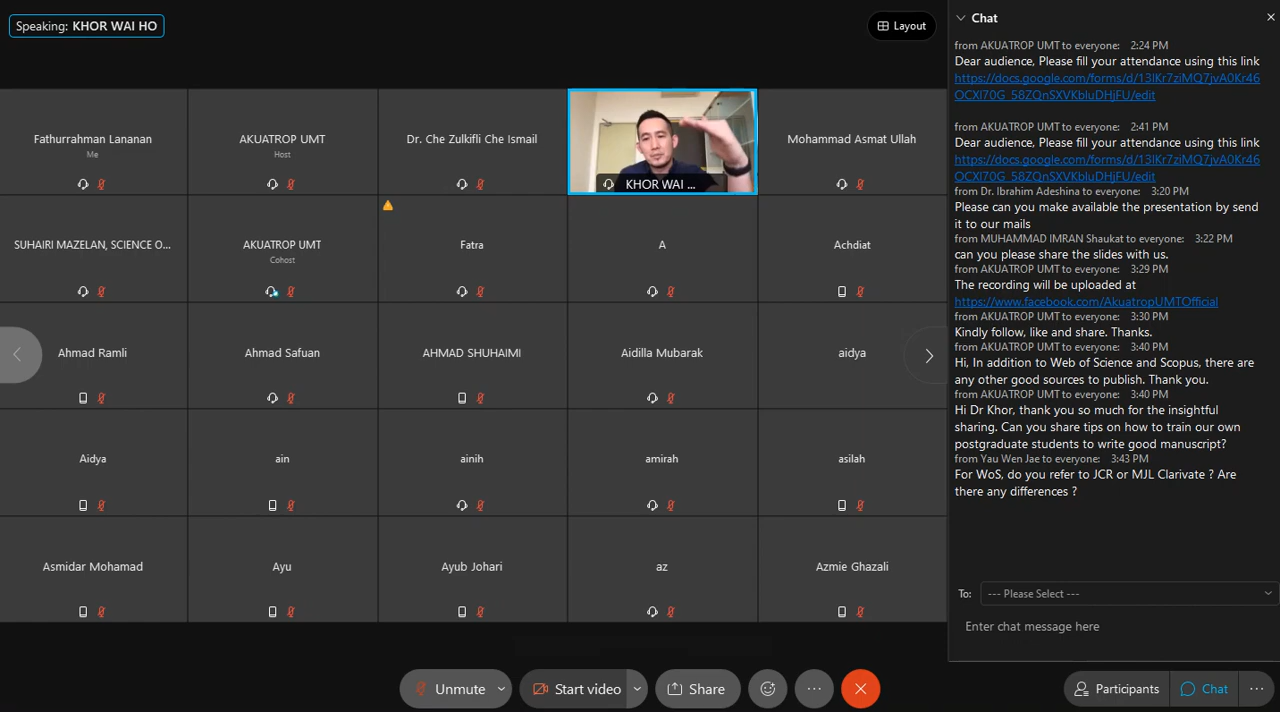 Speaking: KHOR WAI HO
Layout
Fathurrahman Lananan
Me
AKUATROP UMT
Host
Dr. Che Zulkifli Che Ismail
KHOR WAI ...
Mohammad Asmat Ullah
SUHAIRI MAZELAN, SCIENCE O...
AKUATROP UMT
Cohost
Fatra
A
Achdiat
Ahmad Ramli
Ahmad Safuan
AHMAD SHUHAIMI
Aidilla Mubarak
aidya
Aidya
ain
ainih
amirah
asilah
Asmidar Mohamad
Ayu
Ayub Johari
az
Azmie Ghazali
Unmute
Start video
Share
Chat
from AKUATROP UMT to everyone: 2:24 PM
Dear audience, Please fill your attendance using this link
https://docs.google.com/forms/d/13lKr7ziMQ7jvA0Kr46
OCXl70G_58ZQnSXVKbluDHjFU/edit
from AKUATROP UMT to everyone: 2:41 PM
Dear audience, Please fill your attendance using this link
https://docs.google.com/forms/d/13lKr7ziMQ7jvA0Kr46
OCXl70G_58ZQnSXVKbluDHjFU/edit
from Dr. Ibrahim Adeshina to everyone: 3:20 PM
Please can you make available the presentation by send
it to our mails
from MUHAMMAD IMRAN Shaukat to everyone: 3:22 PM
can you please share the slides with us.
from AKUATROP UMT to everyone: 3:29 PM
The recording will be uploaded at
https://www.facebook.com/AkuatropUMTOfficial
from AKUATROP UMT to everyone: 3:30 PM
Kindly follow, like and share. Thanks.
from AKUATROP UMT to everyone: 3:40 PM
Hi, In addition to Web of Science and Scopus, there are
any other good sources to publish. Thank you.
from AKUATROP UMT to everyone: 3:40 PM
Hi Dr Khor, thank you so much for the insightful
sharing. Can you share tips on how to train our own
postgraduate students to write good manuscript?
from Yau Wen Jae to everyone: 3:43 PM
For WoS, do you refer to JCR or MJL Clarivate ? Are
there any differences ?
To: --- Please Select ---
Enter chat message here
Participants
Chat